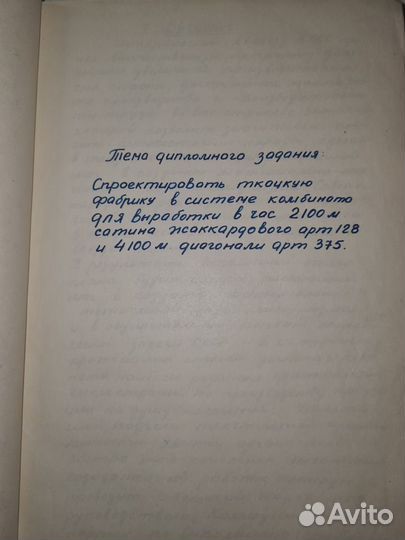 Тема дипломного задания:
Спроектировать ткацкую
фабрику в системе комбината
для выработки в час 2100 м
сатина жаккардового арт 128
и 4100 м диагонали арт 375.
Avito